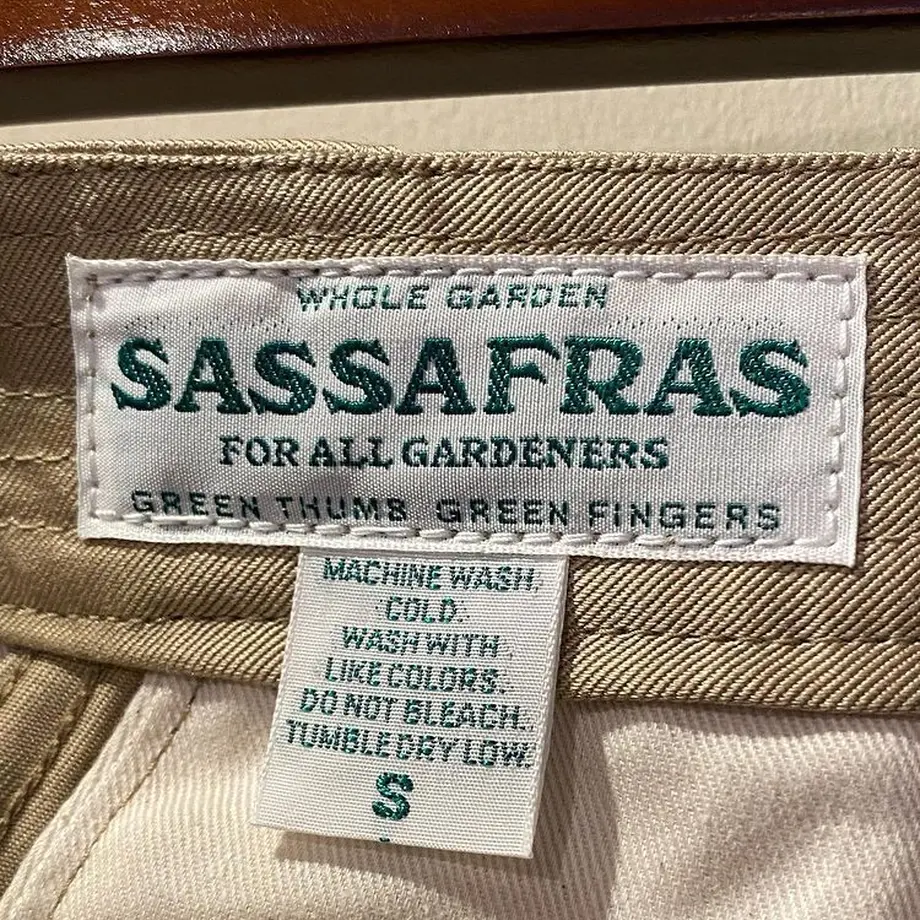 WHOLE GARDEN
SASSAFRAS
FOR ALL GARDENERS
GREEN THUMB GREEN FINGERS
MACHINE WASH,
COLD.
WASH WITH
LIKE COLORS.
DO NOT BLEACH.
TUMBLE DRY LOW.
S